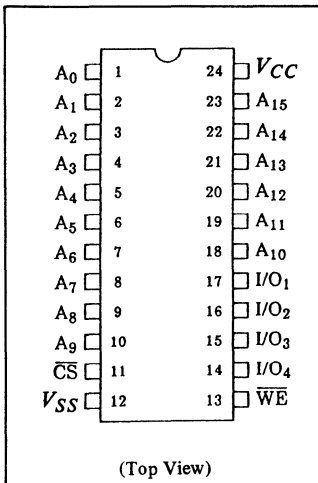 A0 1 24 VCC
A1 2 23 A15
A2 3 22 A14
A3 4 21 A13
A4 5 20 A12
A5 6 19 A11
A6 7 18 A10
A7 8 17 I/O1
A8 9 16 I/O2
A9 10 15 I/O3
C̅S̅ 11 14 I/O4
VSS 12 13 W̅E̅
(Top View)